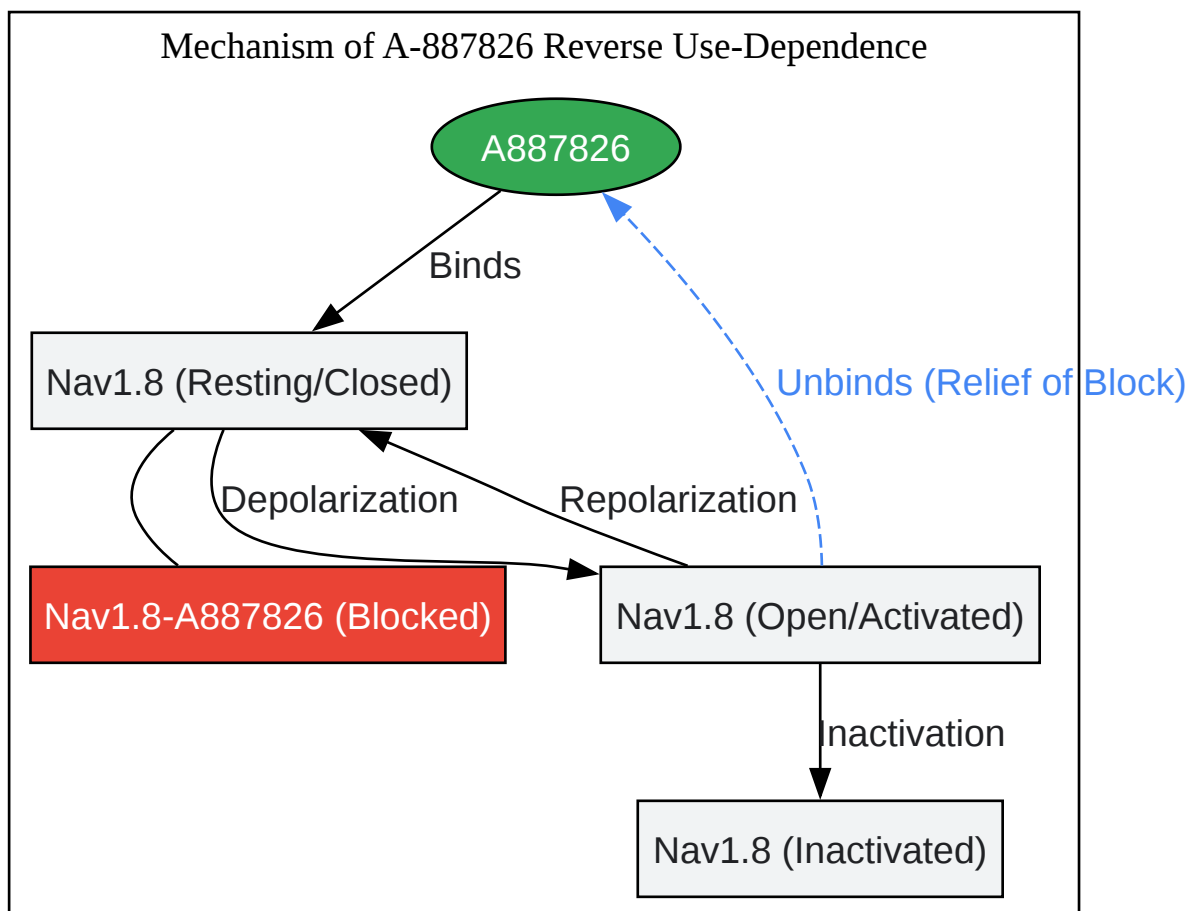 Mechanism of A-887826 Reverse Use-Dependence
A887826
Binds
Nav1.8 (Resting/Closed)
Unbinds (Relief of Block)
Depolarization
Repolarization
Nav1.8-A887826 (Blocked)
Nav1.8 (Open/Activated)
Inactivation
Nav1.8 (Inactivated)